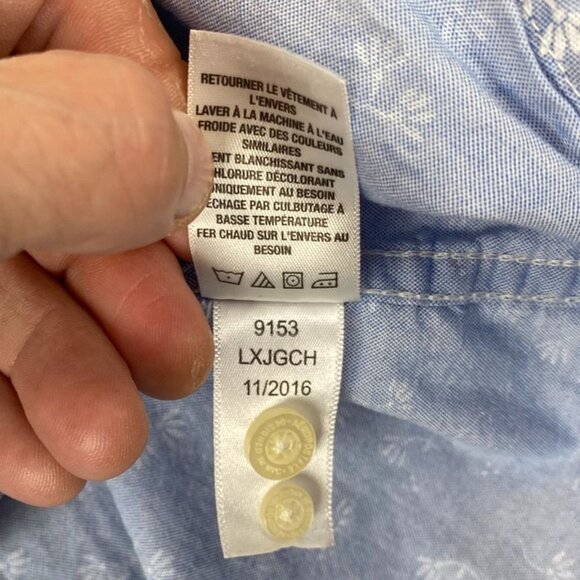 RETOURNER LE VÊTEMENT À
L'ENVERS
LAVER À LA MACHINE À L'EAU
FROIDE AVEC DES COULEURS
SIMILAIRES
BLANCHISSANT SANS
CHLORURE DÉCOLORANT
UNIQUEMENT AU BESOIN
SÉCHAGE PAR CULBUTAGE À
BASSE TEMPÉRATURE
FER CHAUD SUR L'ENVERS AU
BESOIN
9153
LXJGCH
11/2016